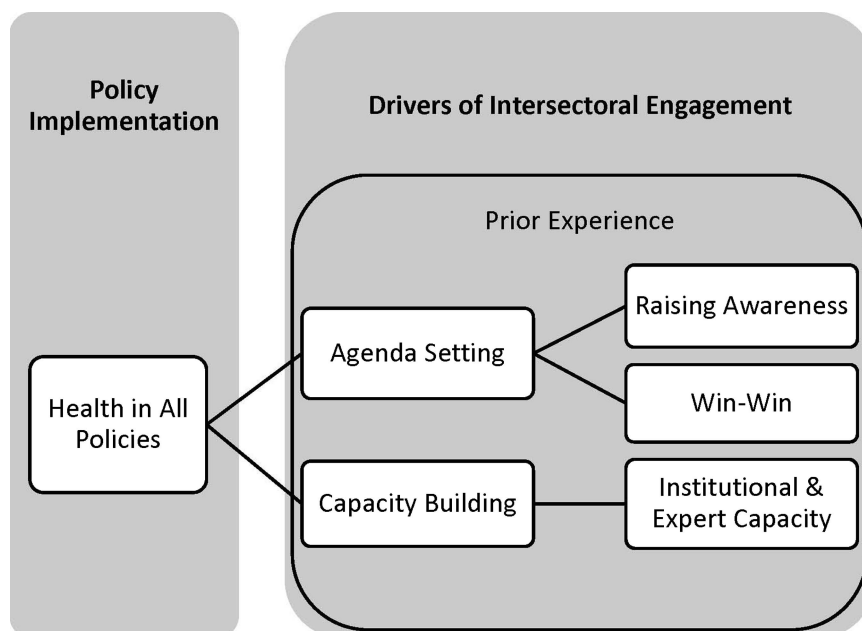 Policy
Implementation
Drivers of Intersectoral Engagement
Prior Experience
Raising Awareness
Agenda Setting
Win-Win
Health in All
Policies
Capacity Building
Institutional &
Expert Capacity